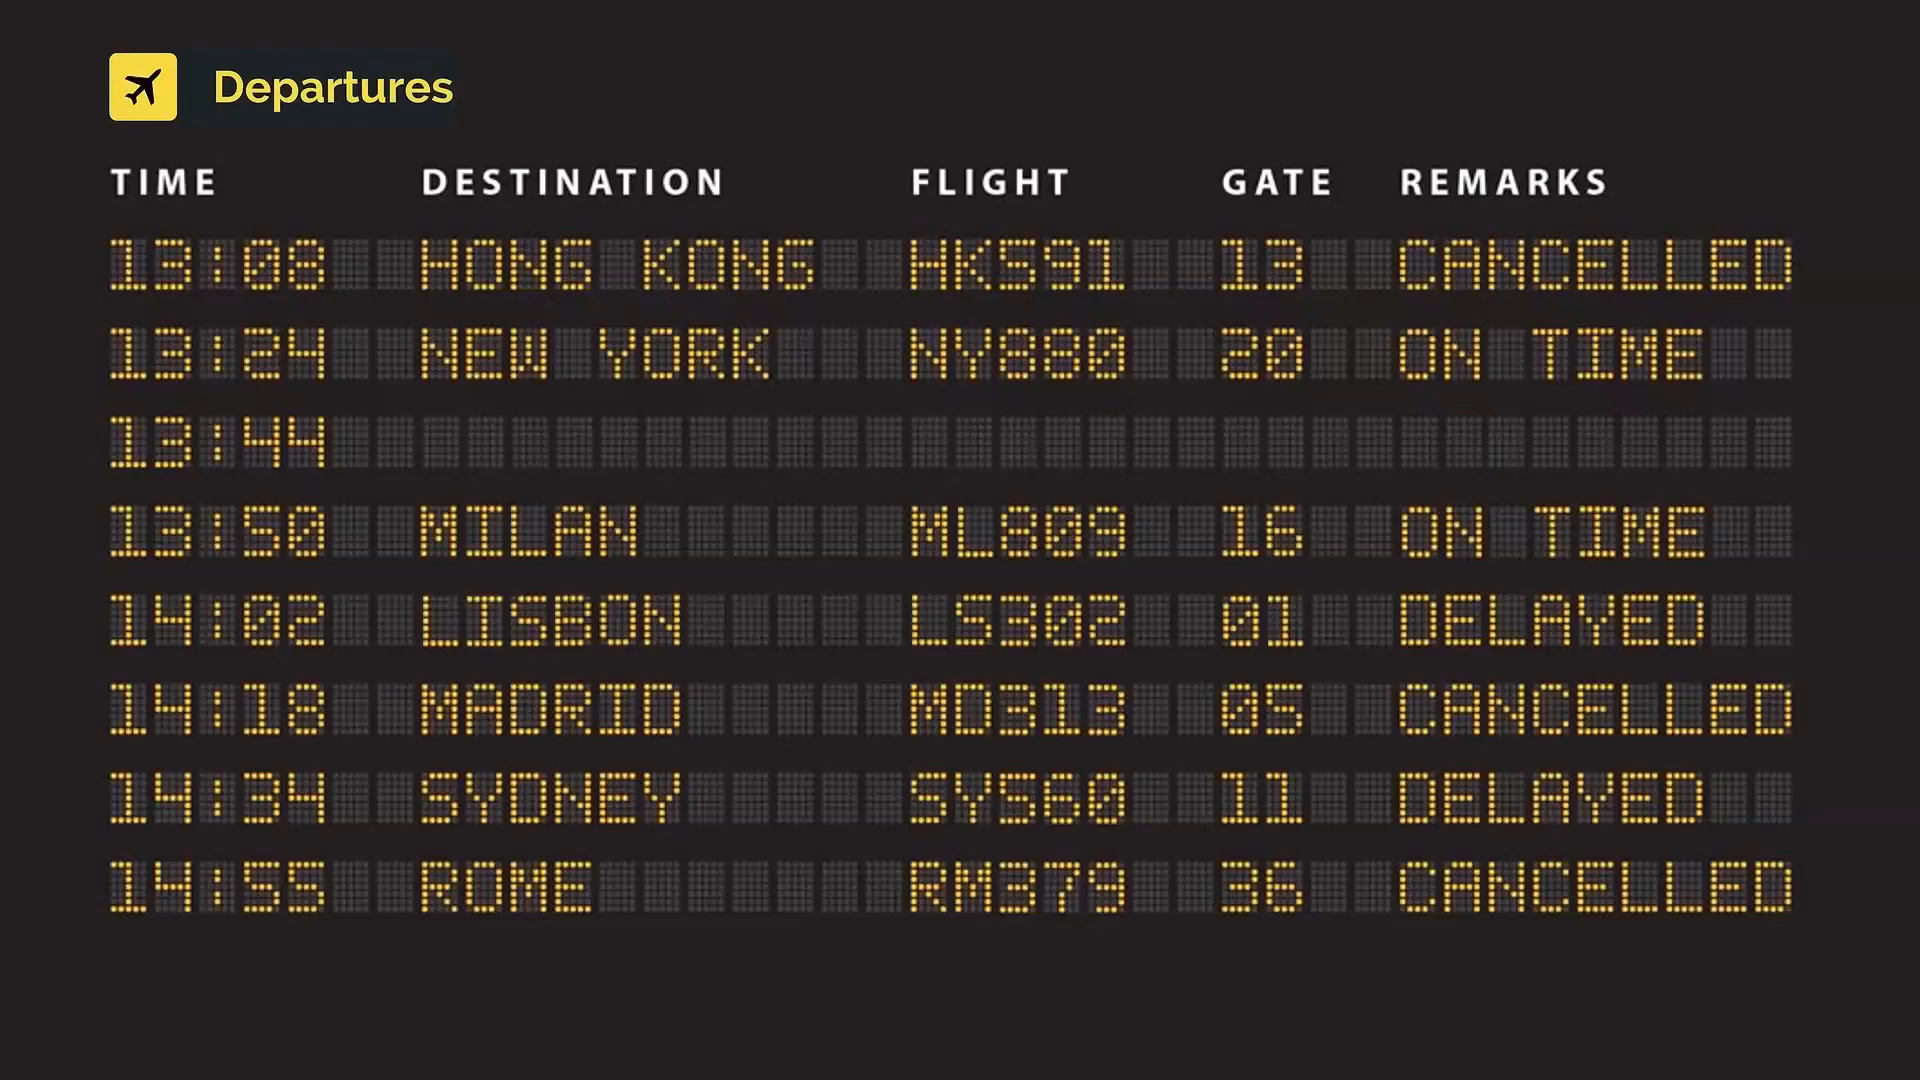 Departures
TIME DESTINATION FLIGHT GATE REMARKS
13:08 HONG KONG HK591 13 CANCELLED
13:24 NEW YORK NY880 20 ON TIME
13:44
13:50 MILAN ML809 16 ON TIME
14:02 LISBON LS302 01 DELAYED
14:18 MADRID MD313 05 CANCELLED
14:34 SYDNEY SY560 11 DELAYED
14:55 ROME RM379 36 CANCELLED